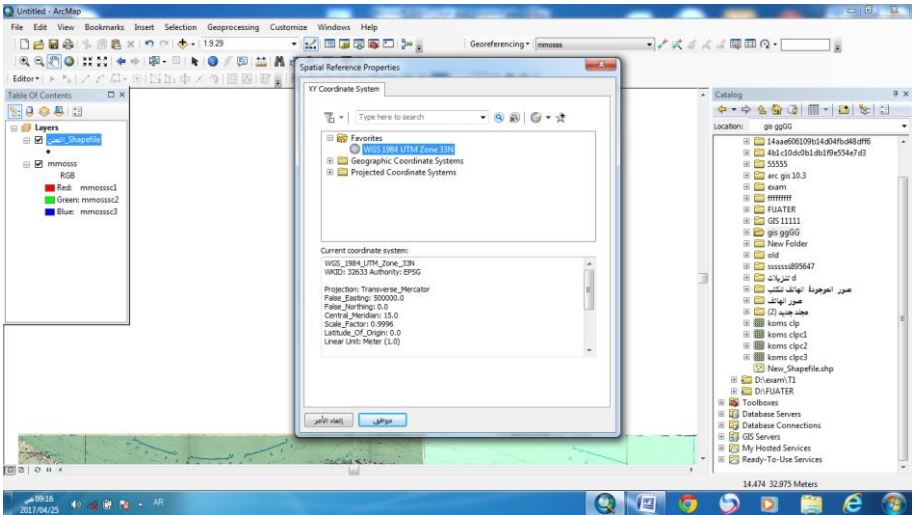 Untitled - ArcMap
File Edit View Bookmarks Insert Selection Geoprocessing Customize Windows Help
1:9.29
Georeferencing
mmosss
Editor
Table Of Contents
Layers
Shapefile_
mmosss
RGB
Red: mmosssc1
Green: mmosssc2
Blue: mmosssc3
Spatial Reference Properties
XY Coordinate System
Type here to search
Favorites
WGS 1984 UTM Zone 33N
Geographic Coordinate Systems
Projected Coordinate Systems
Current coordinate system:
WGS_1984_UTM_Zone_33N
WKID: 32633 Authority: EPSG
Projection: Transverse_Mercator
False_Easting: 500000.0
False_Northing: 0.0
Central_Meridian: 15.0
Scale_Factor: 0.9996
Latitude_Of_Origin: 0.0
Linear Unit: Meter (1.0)
إلغاء الأمر
موافق
Catalog
Location: gis ggGG
14aae606109b14d04fbd48dff6
4b1c10dc0b1db1f9e554e7d3
55555
arc gis 10.3
exam
FUATER
GIS 11111
gis ggGG
New Folder
old
sssssss895647
تنزيلات d
صور الموجودة الهاتف للكتب
صور الهاتف
مجلد جديد (2)
koms clp
koms clpc1
koms clpc2
koms clpc3
New_Shapefile.shp
D:\exam\T1
D:\FUATER
Toolboxes
Database Servers
Database Connections
GIS Servers
My Hosted Services
Ready-To-Use Services
14.474 32.975 Meters
AR
09:16 ص
2017/04/25